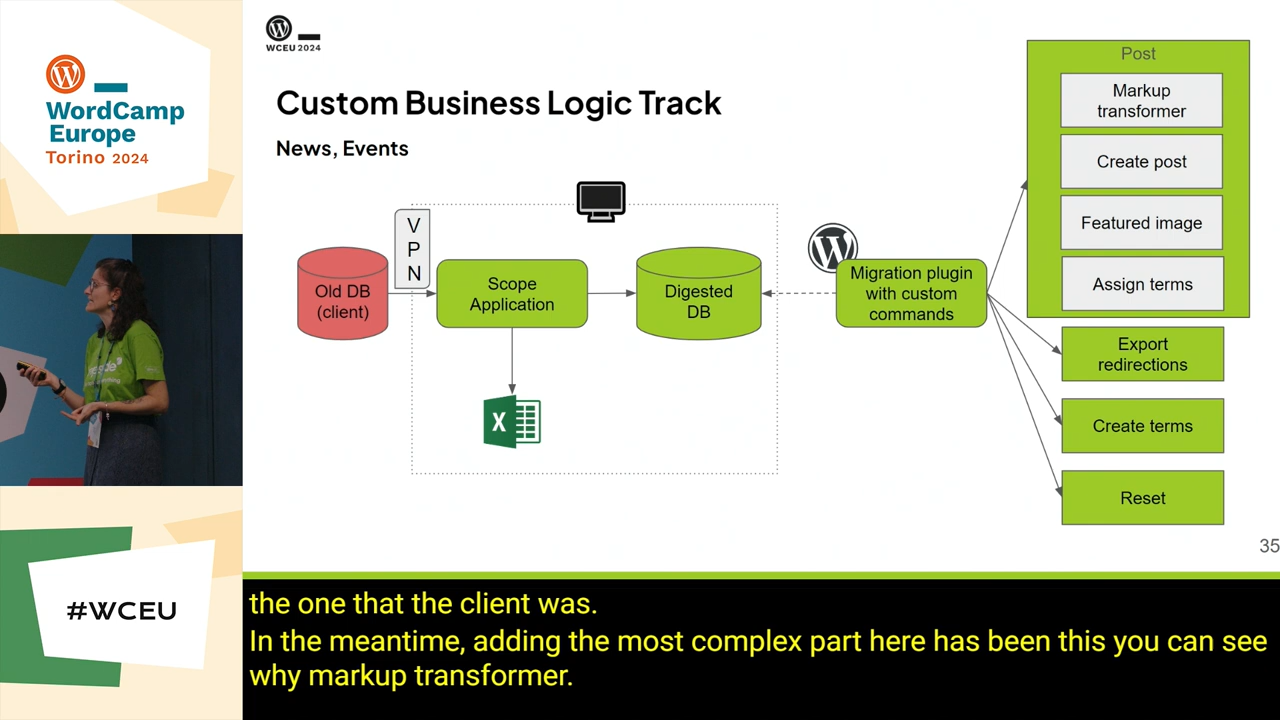 WordCamp
Europe
Torino 2024
#WCEU
WCEU 2024
Custom Business Logic Track
News, Events
V
P
N
Old DB
(client)
Scope
Application
Digested
DB
X
Migration plugin
with custom
commands
Post
Markup
transformer
Create post
Featured image
Assign terms
Export
redirections
Create terms
Reset
35
the one that the client was.
In the meantime, adding the most complex part here has been this you can see
why markup transformer.